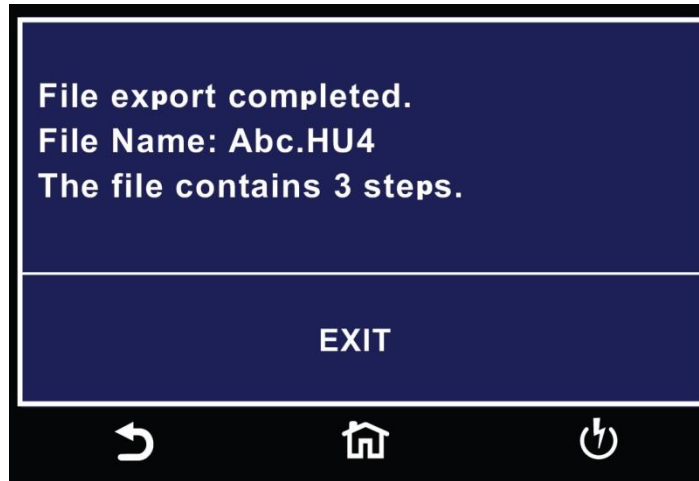 File export completed.
File Name: Abc.HU4
The file contains 3 steps.
EXIT